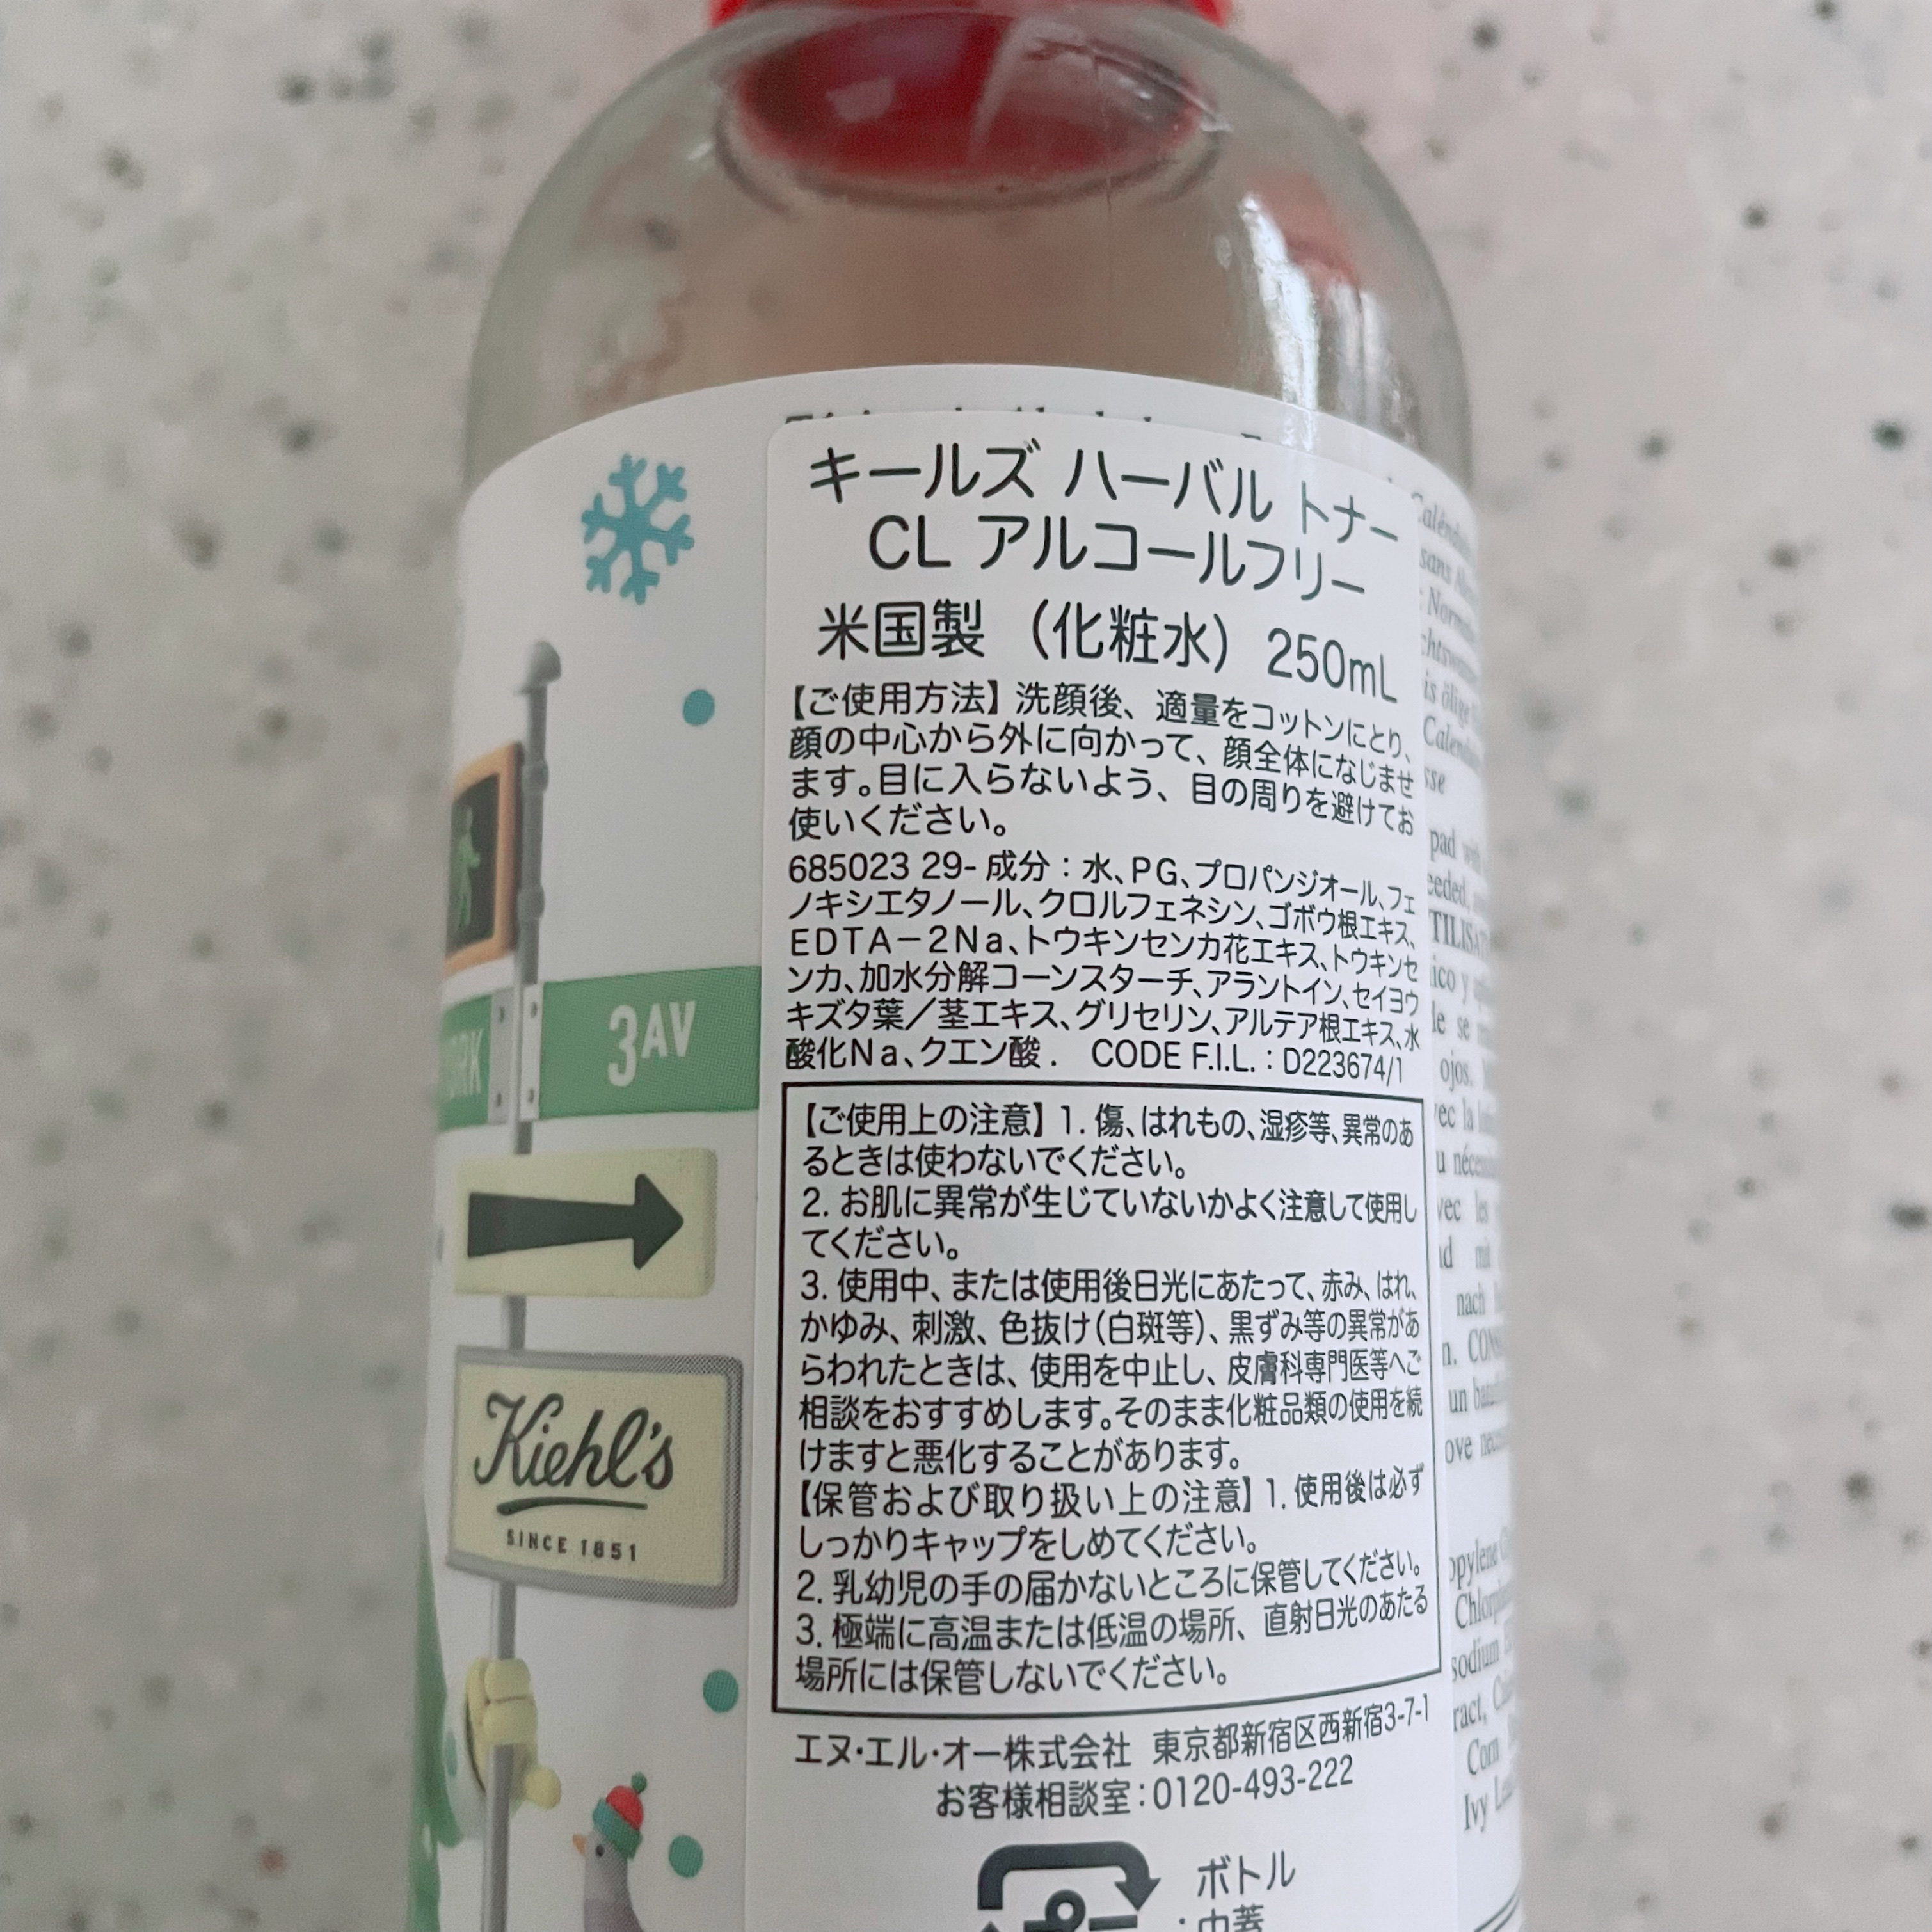 キールズ ハーバル トナー
CL アルコールフリー
米国製 (化粧水) 250mL
【ご使用方法】洗顔後、適量をコットンにとり、
顔の中心から外に向かって、顔全体になじませ
ます。目に入らないよう、目の周りを避けてお
使いください。
685023 29- 成分：水、PG、プロパンジオール、フェ
ノキシエタノール、クロルフェネシン、ゴボウ根エキス、
EDTA－2Na、トウキンセンカ花エキス、トウキンセ
ンカ、加水分解コーンスターチ、アラントイン、セイヨウ
キズタ葉／茎エキス、グリセリン、アルテア根エキス、水
酸化Na、クエン酸． CODE F.I.L.：D223674/1
【ご使用上の注意】1. 傷、はれもの、湿疹等、異常のあ
るときは使わないでください。
2. お肌に異常が生じていないかよく注意して使用し
てください。
3. 使用中、または使用後日光にあたって、赤み、はれ、
かゆみ、刺激、色抜け(白斑等)、黒ずみ等の異常があ
らわれたときは、使用を中止し、皮膚科専門医等へご
相談をおすすめします。そのまま化粧品類の使用を続
けますと悪化することがあります。
【保管および取り扱い上の注意】1. 使用後は必ず
しっかりキャップをしめてください。
2. 乳幼児の手の届かないところに保管してください。
3. 極端に高温または低温の場所、直射日光のあたる
場所には保管しないでください。
エヌ・エル・オー株式会社 東京都新宿区西新宿3-7-1
お客様相談室：0120-493-222
ボトル
：中蓋
3AV
Kiehl's
SINCE 1851
sans
pad
se
ojos.
vec la
vec les
mit
nach
un
Corn
Ivy